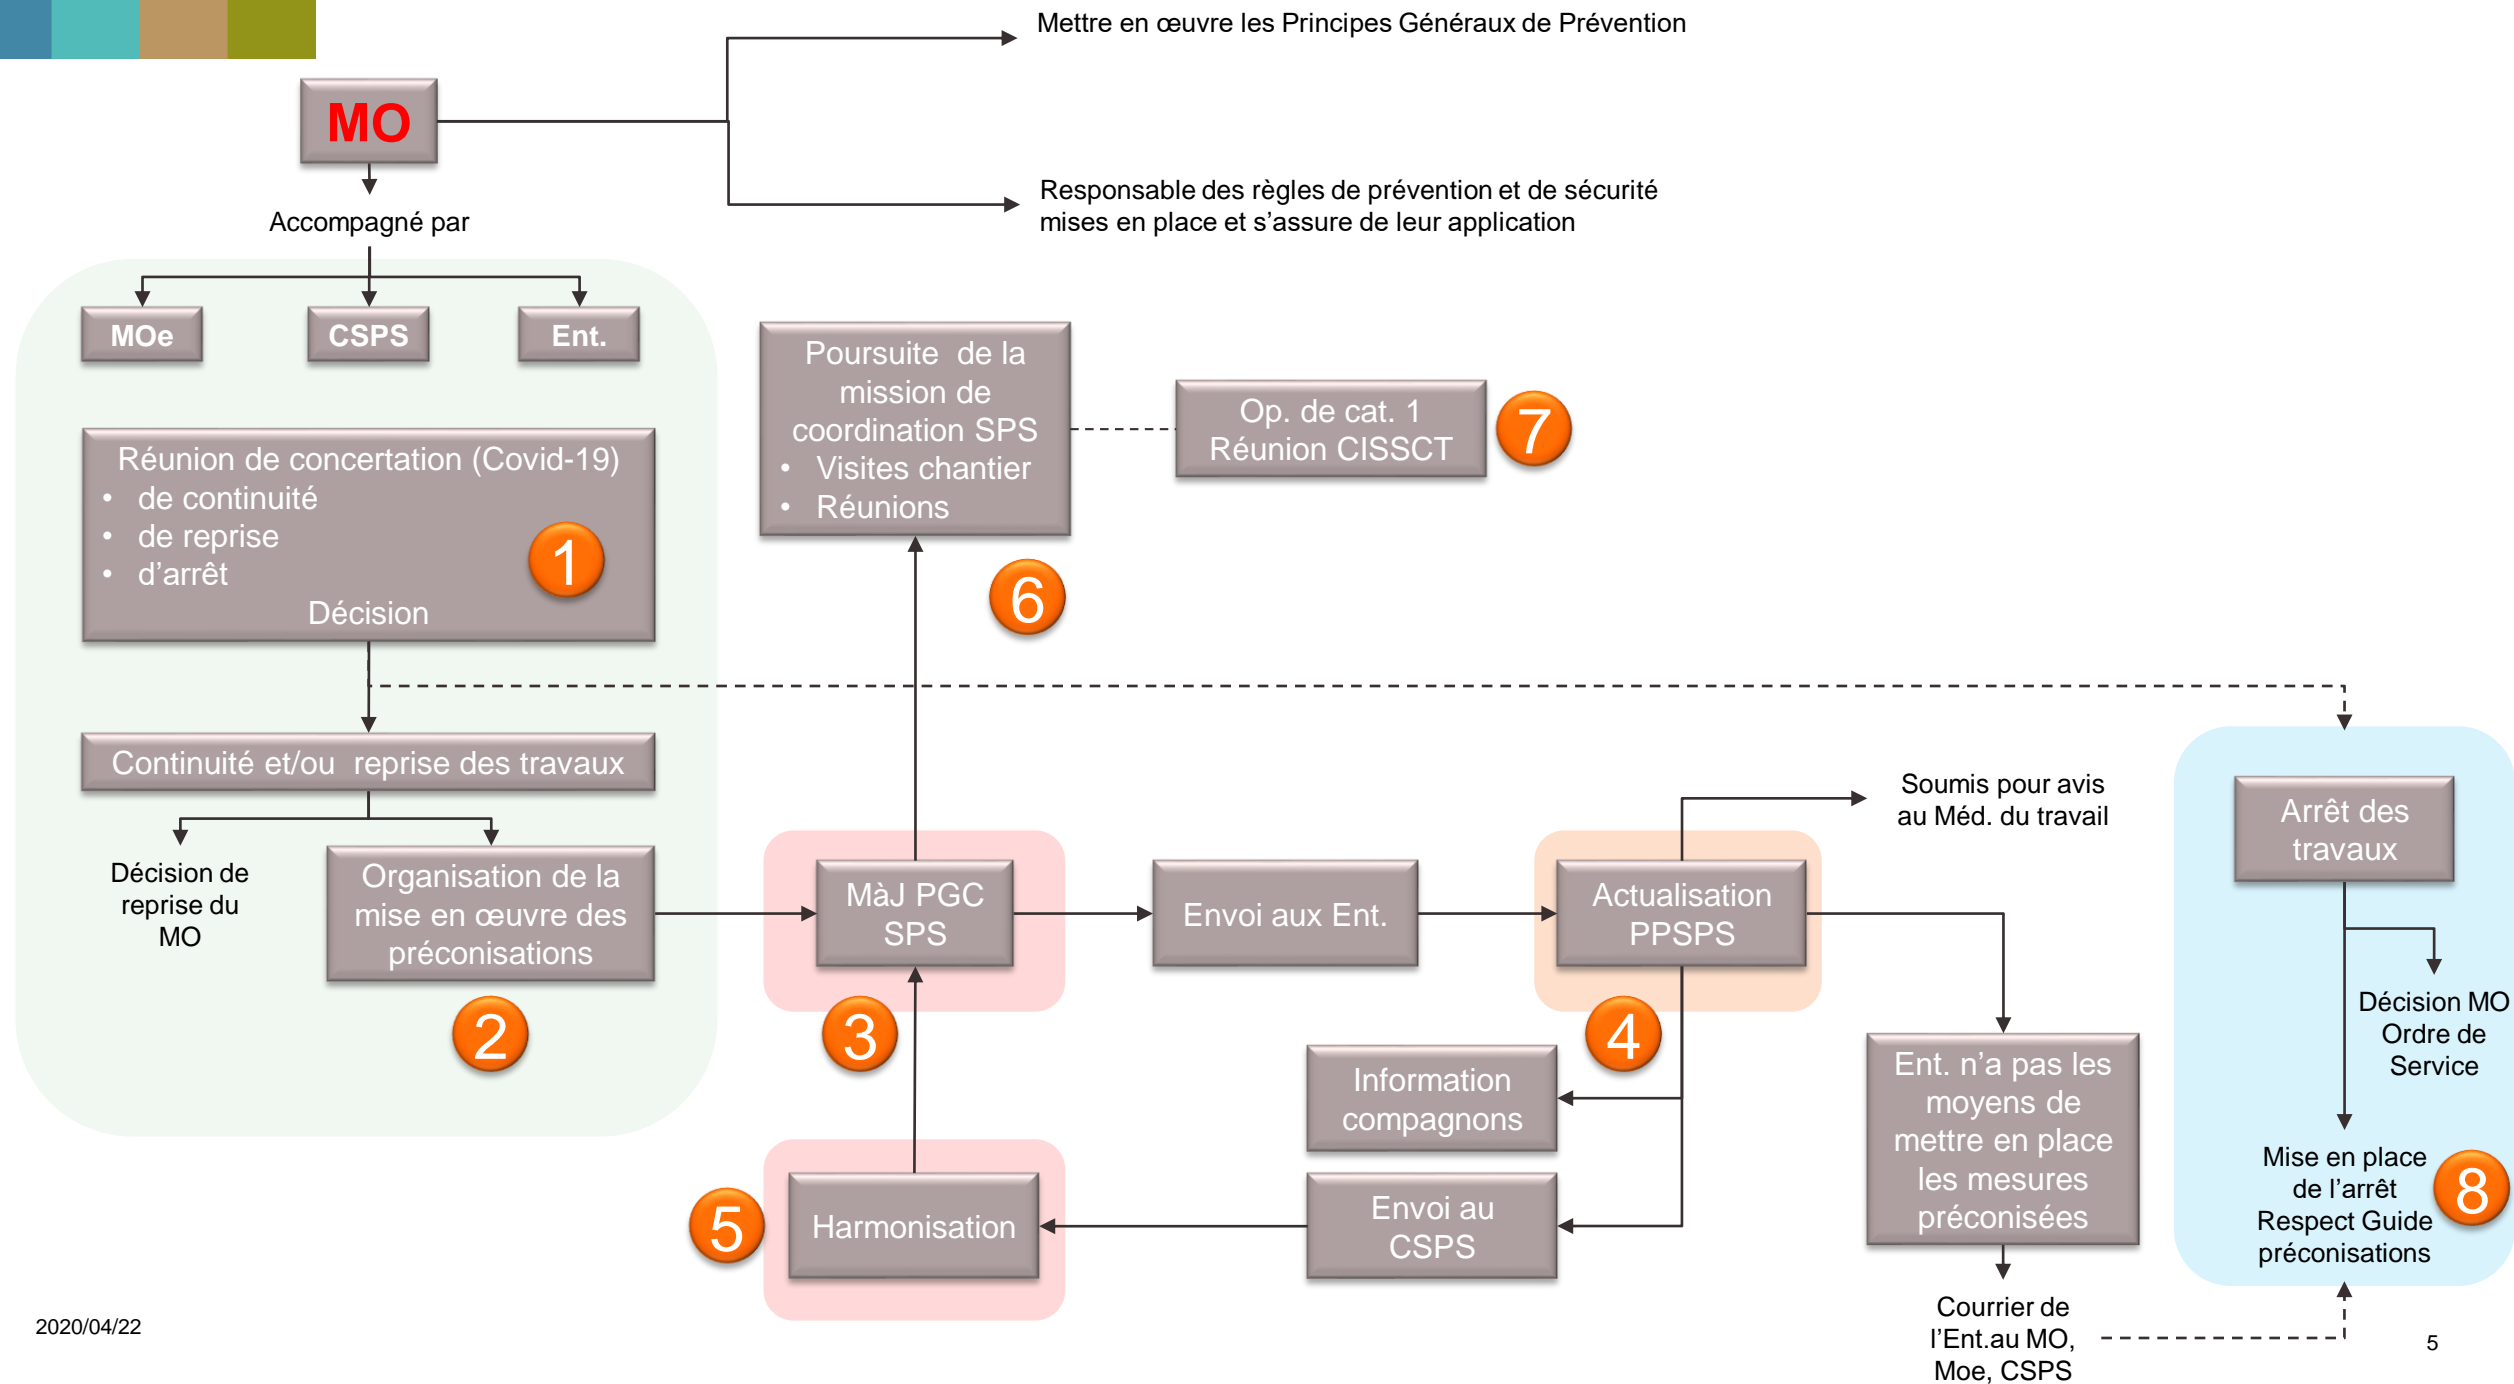 Mettre en œuvre les Principes Généraux de Prévention
MO
Responsable des règles de prévention et de sécurité
mises en place et s’assure de leur application
Accompagné par
MOe
CSPS
Ent.
Réunion de concertation (Covid-19)
• de continuité
• de reprise
• d’arrêt
Décision
1
Poursuite de la
mission de
coordination SPS
• Visites chantier
• Réunions
6
Op. de cat. 1
Réunion CISSCT
7
Continuité et/ou reprise des travaux
Décision de
reprise du
MO
Organisation de la
mise en œuvre des
préconisations
2
MàJ PGC
SPS
3
Envoi aux Ent.
Actualisation
PPSPS
4
Soumis pour avis
au Méd. du travail
Information
compagnons
Envoi au
CSPS
Harmonisation
5
Ent. n’a pas les
moyens de
mettre en place
les mesures
préconisées
Courrier de
l’Ent.au MO,
Moe, CSPS
Arrêt des
travaux
Décision MO
Ordre de
Service
Mise en place
de l’arrêt
Respect Guide
préconisations
8
2020/04/22
5